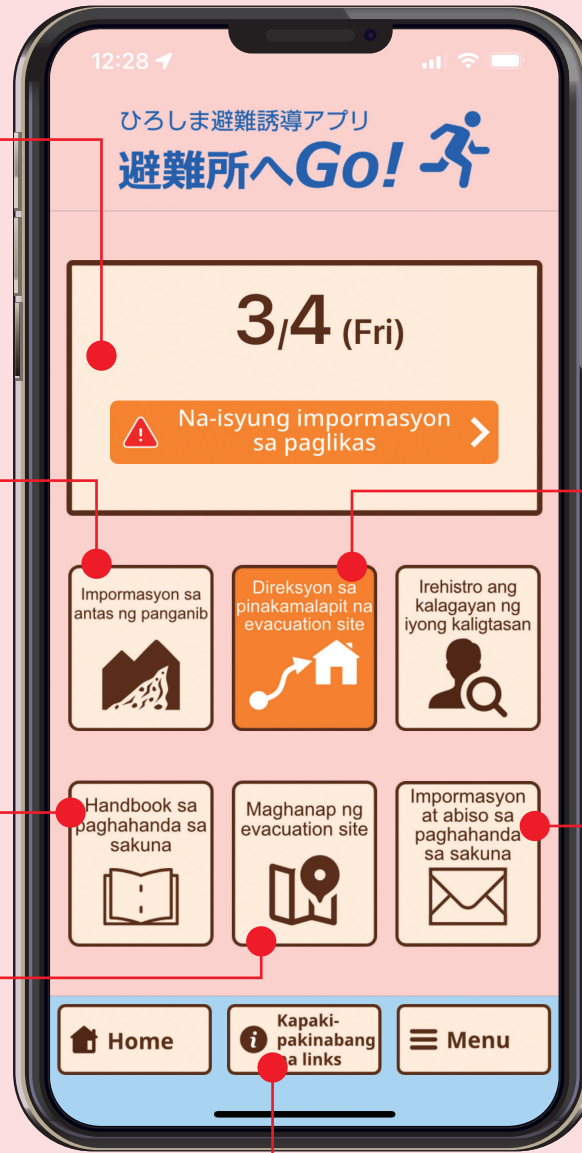 12:28
ひろしま避難誘導アプリ
避難所へGo!
3/4 (Fri)
Na-isyung impormasyon
sa paglikas
Impormasyon sa
antas ng panganib
Direksyon sa
pinakamalapit na
evacuation site
Irehistro ang
kalagayan ng
iyong kaligtasan
Handbook sa
paghahanda sa
sakuna
Maghanap ng
evacuation site
Impormasyon
at abiso sa
paghahanda
sa sakuna
Home
Kapaki-
pakinabang
na links
Menu